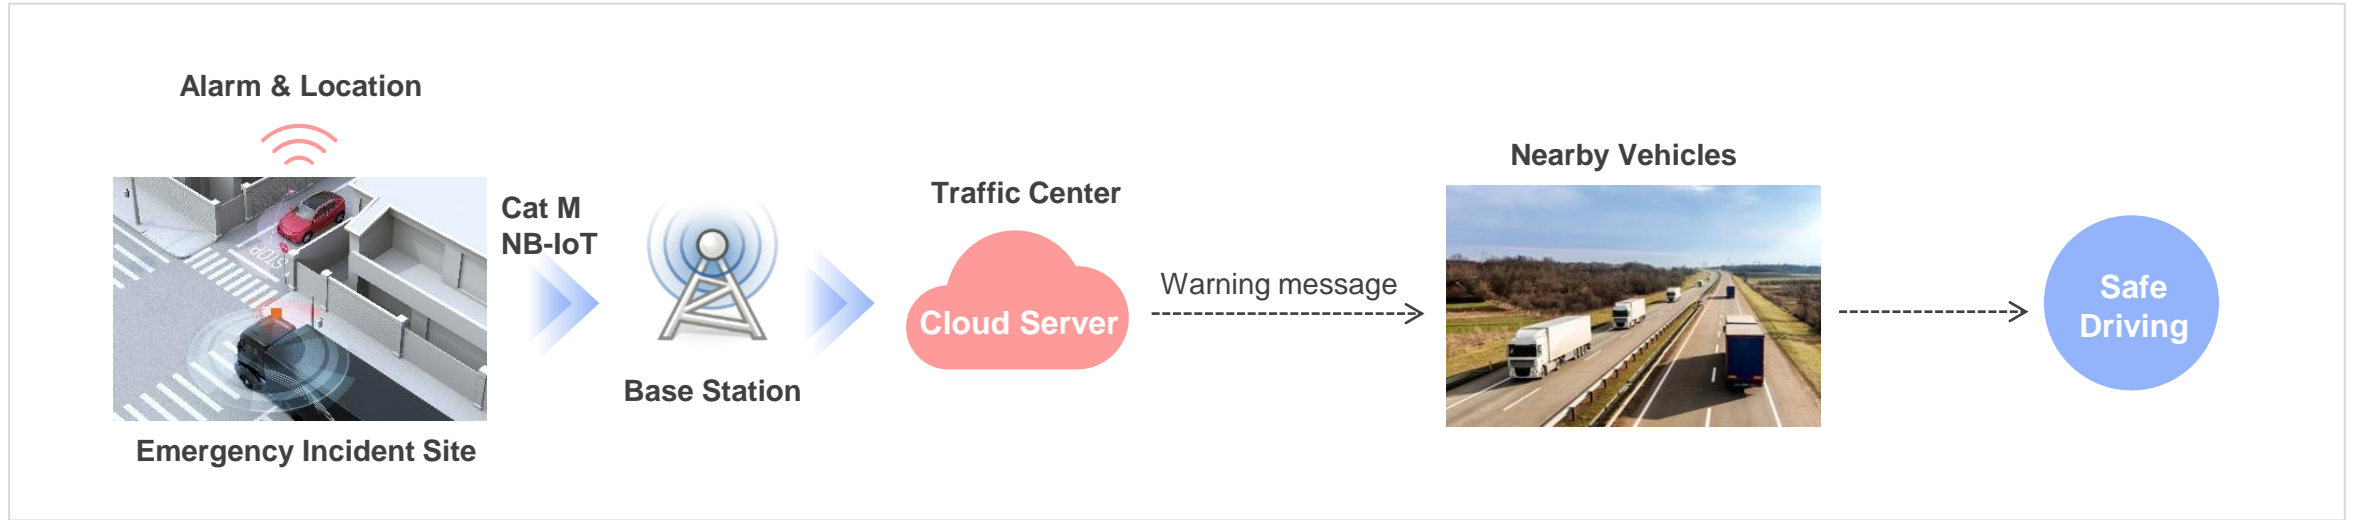 Alarm & Location
Emergency Incident Site
Cat M
NB-IoT
STOP
Base Station
Traffic Center
Cloud Server
Warning message
Nearby Vehicles
Safe
Driving